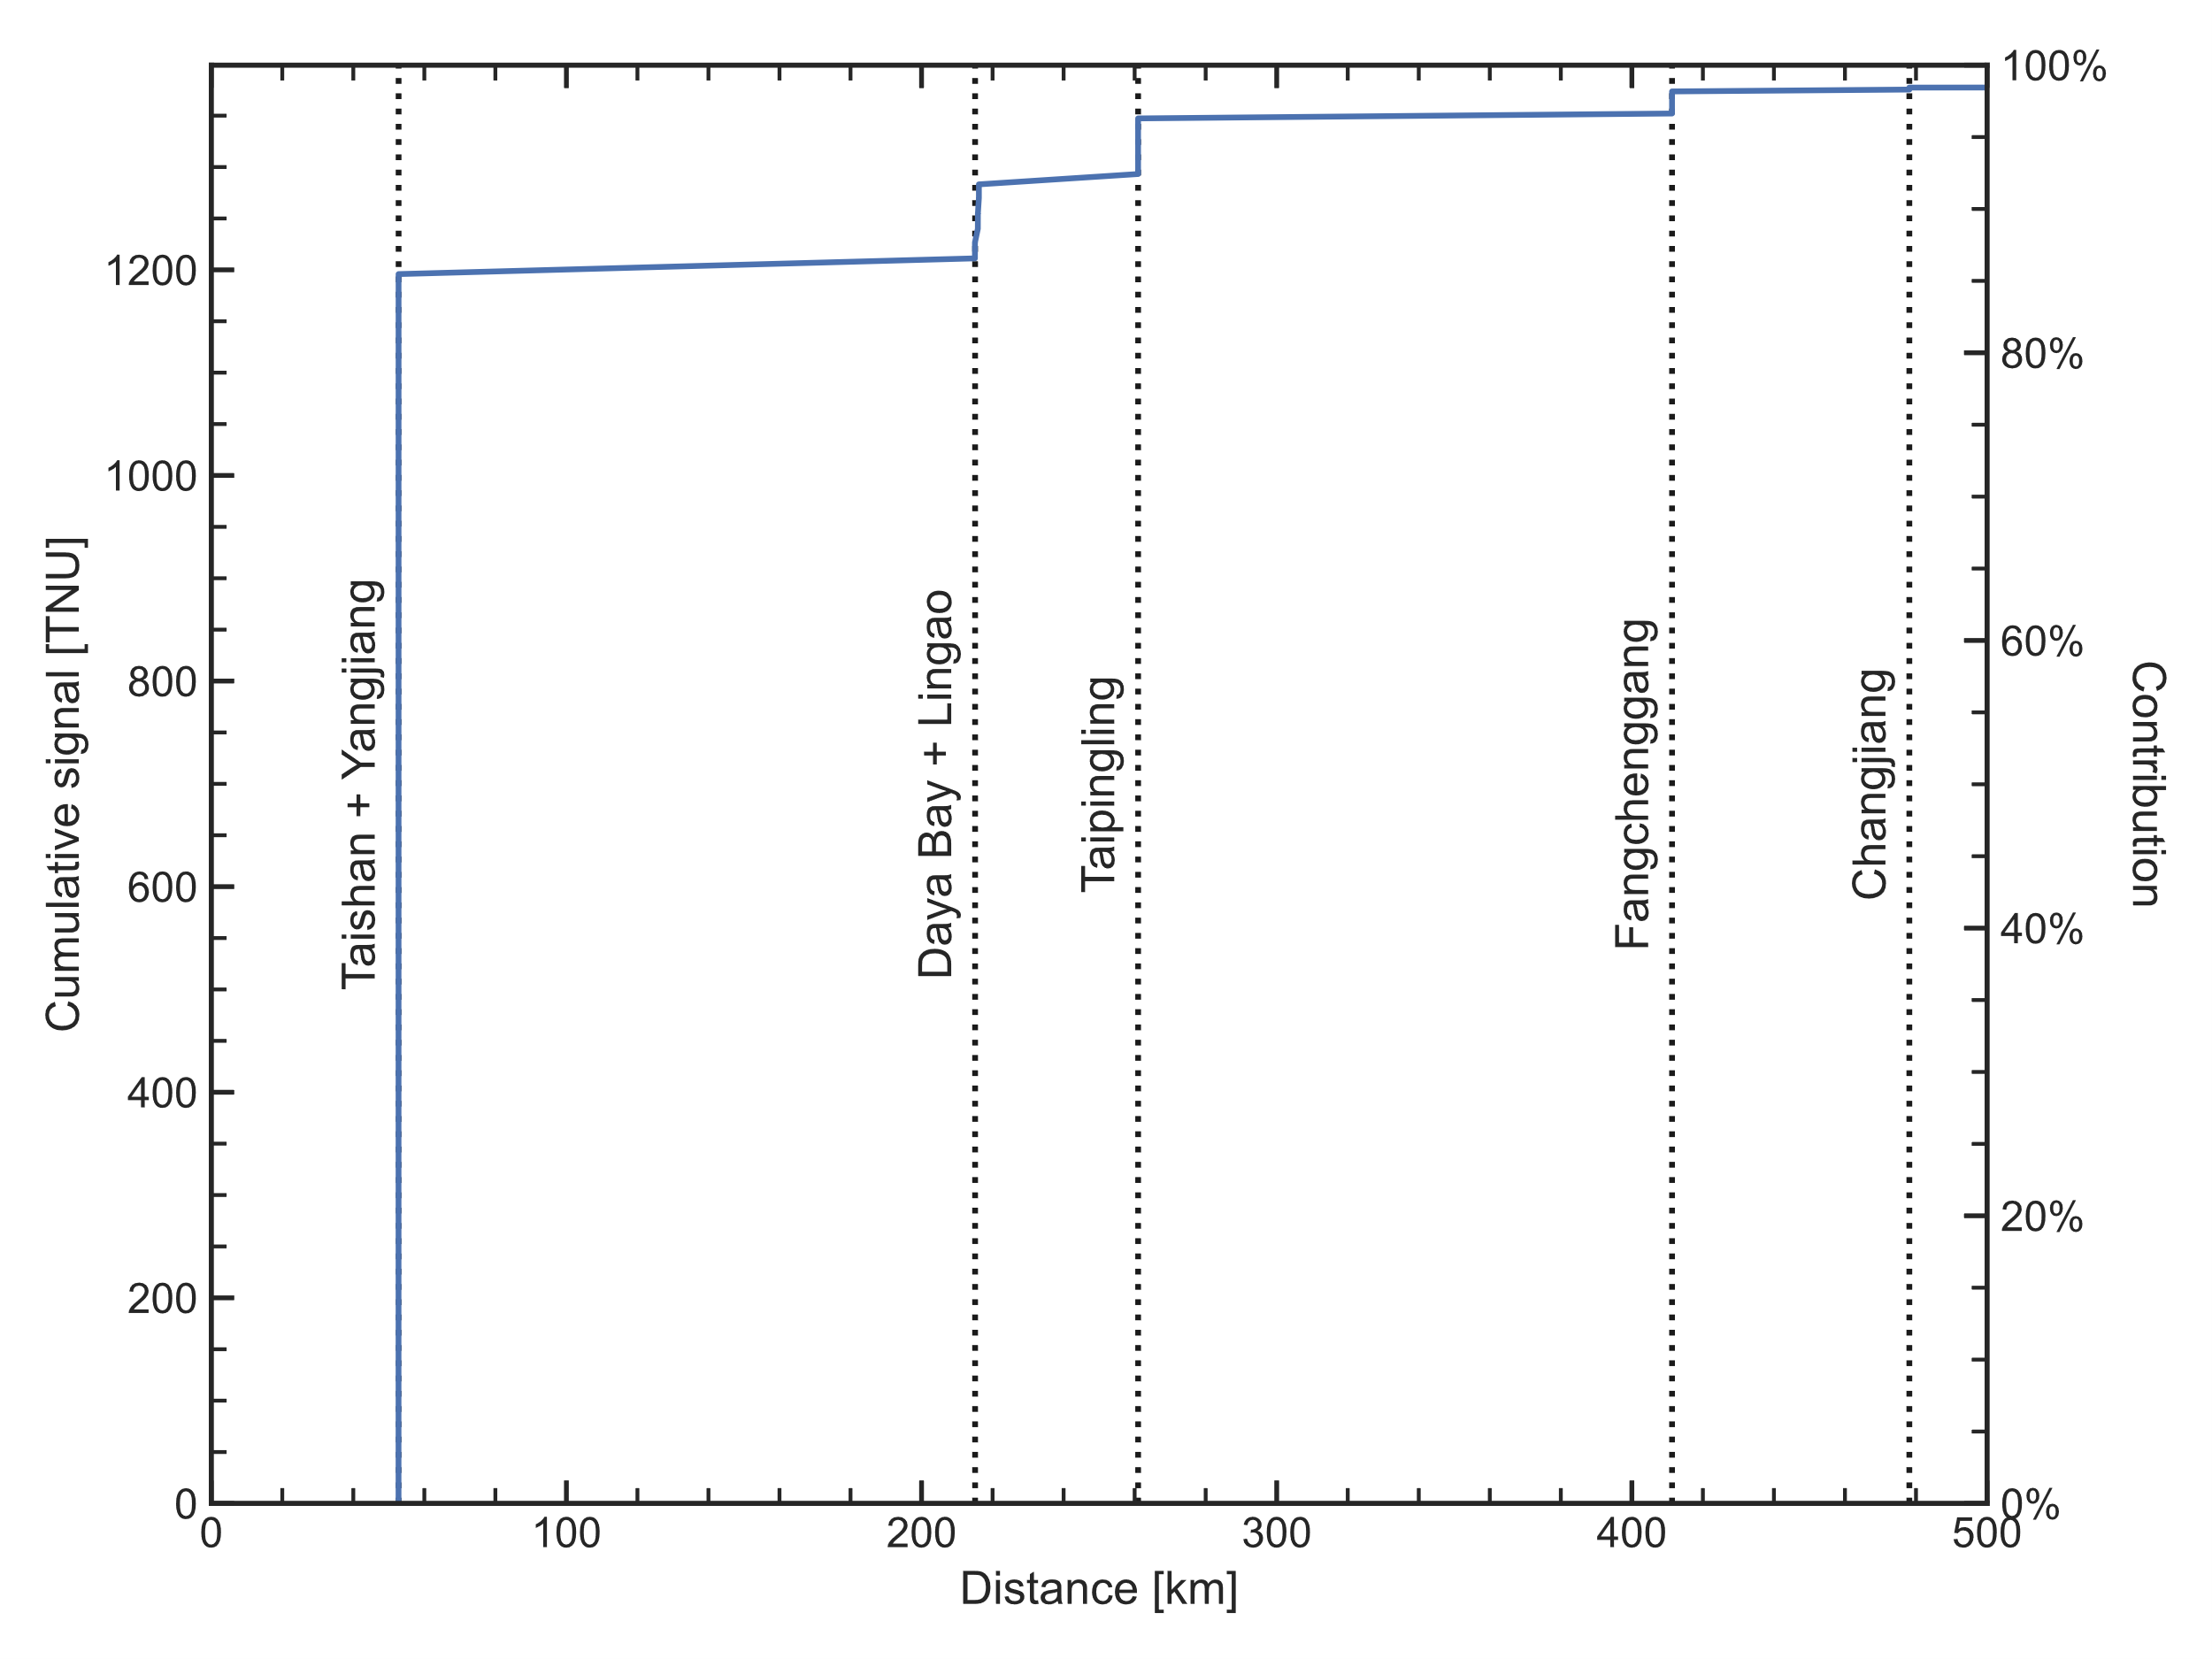 100%
80%
60%
40%
20%
0%
Contribution
1200
1000
800
600
400
200
0
Cumulative signal [TNU]
Taishan + Yangjiang
Daya Bay + Lingao
Taipingling
Fangchenggang
Changjiang
0 100 200 300 400 500
Distance [km]